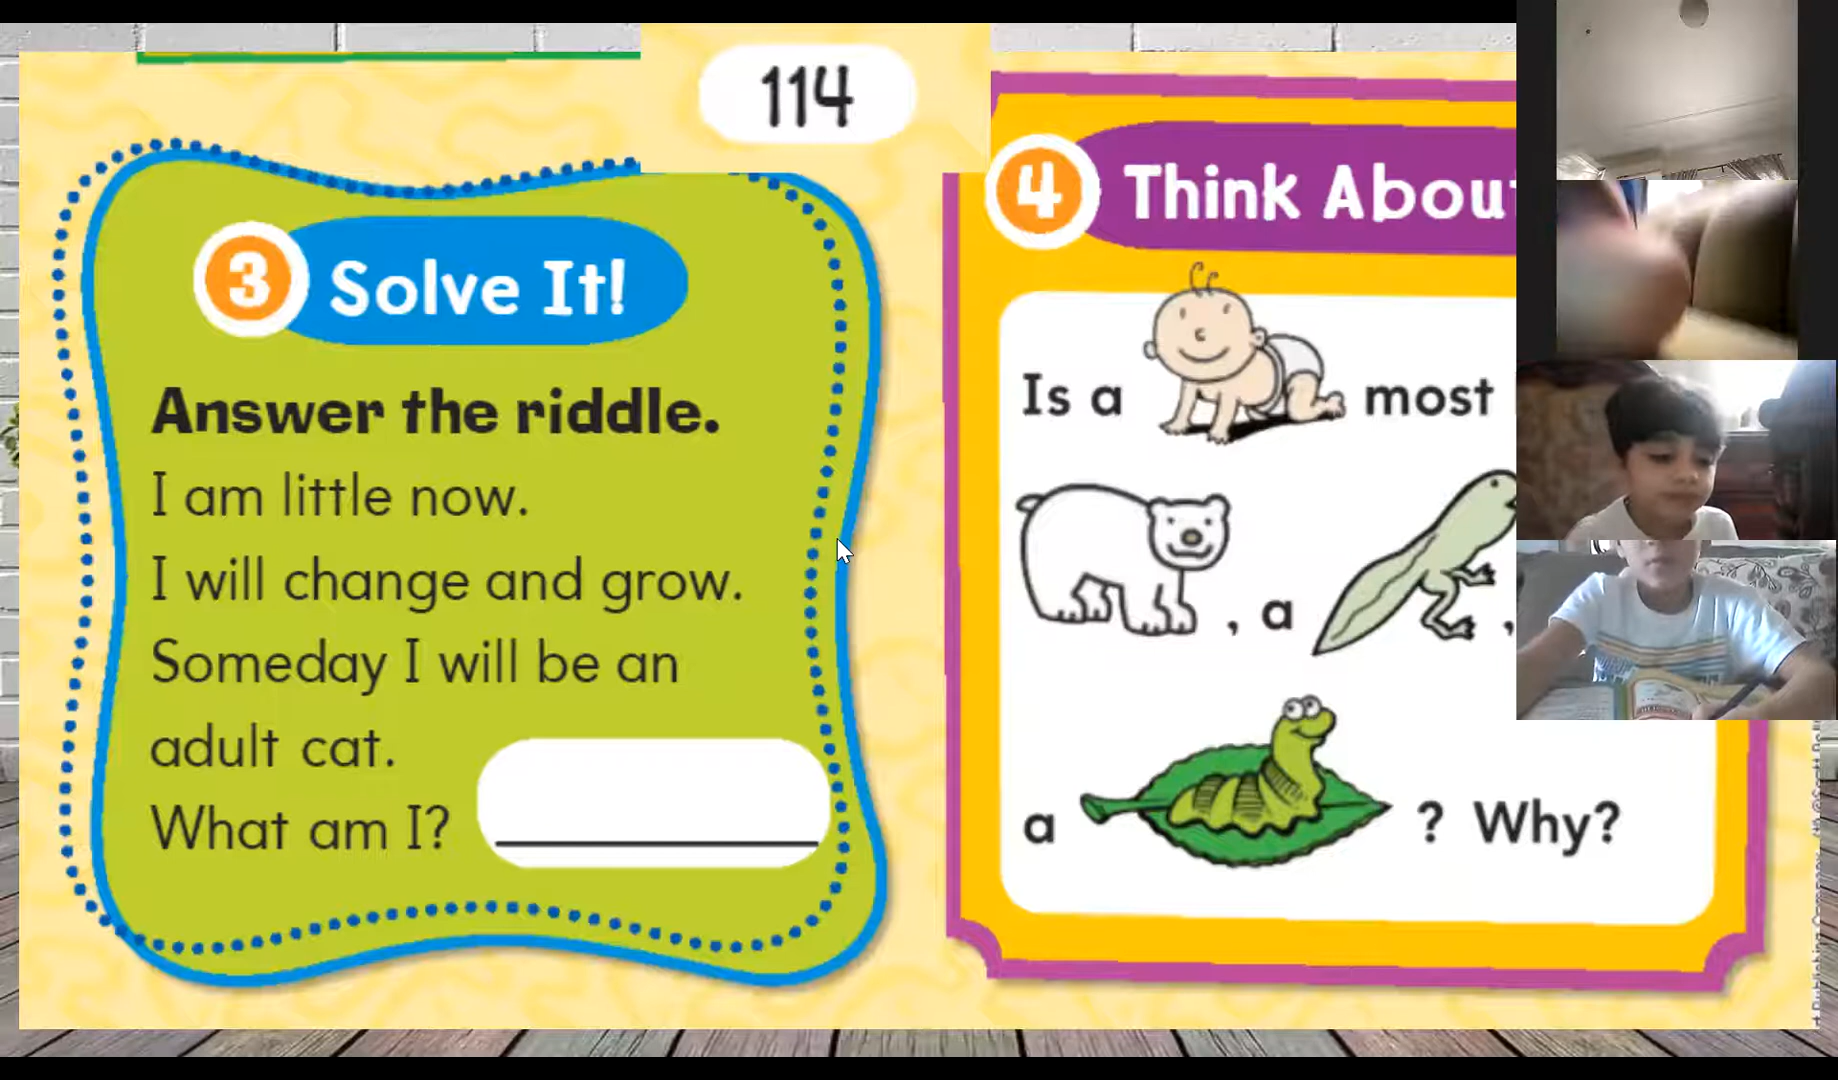 114
3 Solve It!
Answer the riddle.
I am little now.
I will change and grow.
Someday I will be an
adult cat.
What am I?
4 Think About
Is a most
, a ,
a ? Why?